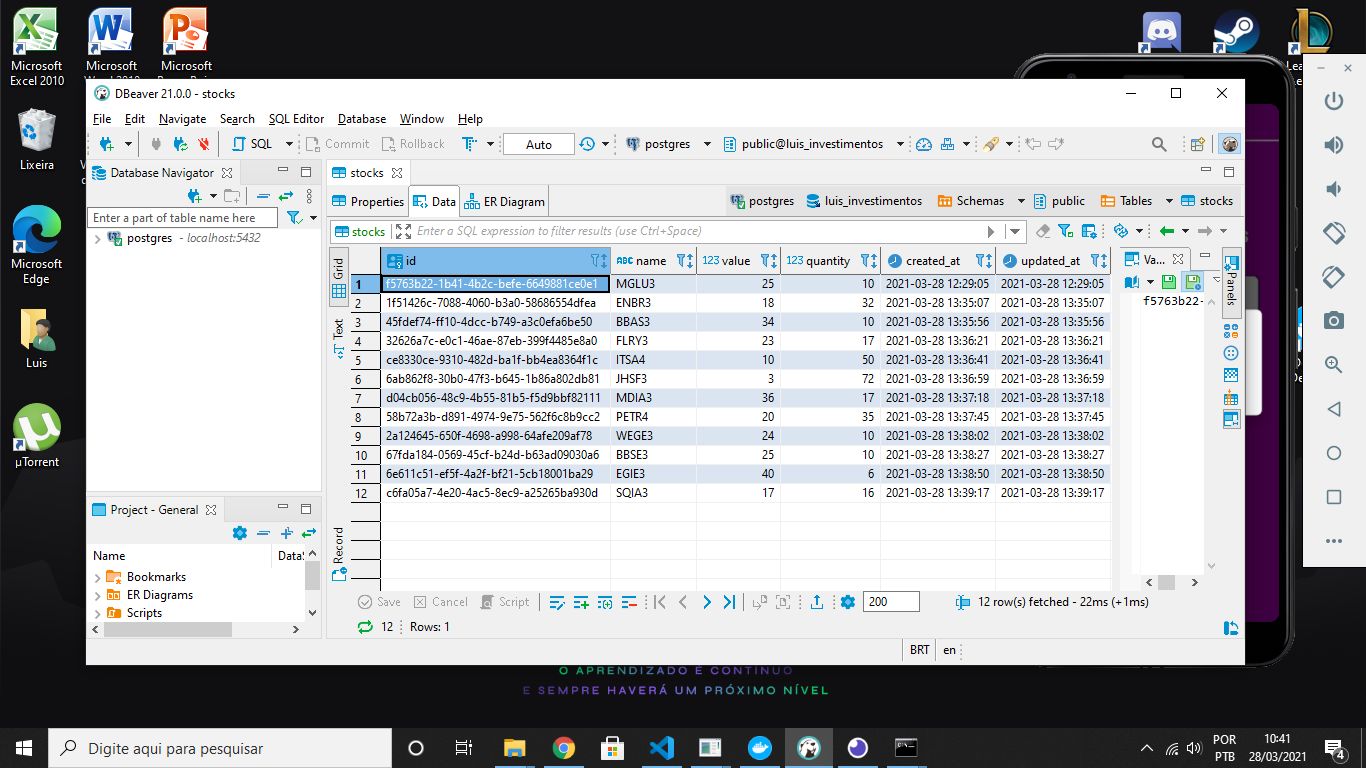 Microsoft
Excel 2010
Microsoft
Microsoft
Lixeira
Microsoft
Edge
Luis
µTorrent
DBeaver 21.0.0 - stocks
File Edit Navigate Search SQL Editor Database Window Help
SQL Commit Rollback Auto postgres public@luis_investimentos
Database Navigator
Enter a part of table name here
postgres - localhost:5432
stocks
Properties Data ER Diagram postgres luis_investimentos Schemas public Tables stocks
stocks Enter a SQL expression to filter results (use Ctrl+Space)
Grid
Text
Record
id ABC name 123 value 123 quantity created_at updated_at
1 f5763b22-1b41-4b2c-befe-6649881ce0e1 MGLU3 25 10 2021-03-28 12:29:05 2021-03-28 12:29:05
2 1f51426c-7088-4060-b3a0-58686554dfea ENBR3 18 32 2021-03-28 13:35:07 2021-03-28 13:35:07
3 45fdef74-ff10-4dcc-b749-a3c0efa6be50 BBAS3 34 10 2021-03-28 13:35:56 2021-03-28 13:35:56
4 32626a7c-e0c1-46ae-87eb-399f4485e8a0 FLRY3 23 17 2021-03-28 13:36:21 2021-03-28 13:36:21
5 ce8330ce-9310-482d-ba1f-bb4ea8364f1c ITSA4 10 50 2021-03-28 13:36:41 2021-03-28 13:36:41
6 6ab862f8-30b0-47f3-b645-1b86a802db81 JHSF3 3 72 2021-03-28 13:36:59 2021-03-28 13:36:59
7 d04cb056-48c9-4b55-81b5-f5d9bbf82111 MDIA3 36 17 2021-03-28 13:37:18 2021-03-28 13:37:18
8 58b72a3b-d891-4974-9e75-562f6c8b9cc2 PETR4 20 35 2021-03-28 13:37:45 2021-03-28 13:37:45
9 2a124645-650f-4698-a998-64afe209af78 WEGE3 24 10 2021-03-28 13:38:02 2021-03-28 13:38:02
10 67fda184-0569-45cf-b24d-b63ad09030a6 BBSE3 25 10 2021-03-28 13:38:27 2021-03-28 13:38:27
11 6e611c51-ef5f-4a2f-bf21-5cb18001ba29 EGIE3 40 6 2021-03-28 13:38:50 2021-03-28 13:38:50
12 c6fa05a7-4e20-4ac5-8ec9-a25265ba930d SQIA3 17 16 2021-03-28 13:39:17 2021-03-28 13:39:17
Va...
f5763b22-
Panels
Project - General
Name DataS
Bookmarks
ER Diagrams
Scripts
Save Cancel Script 200 12 row(s) fetched - 22ms (+1ms)
12 Rows: 1
BRT en
O APRENDIZADO É CONTÍNUO
E SEMPRE HAVERÁ UM PRÓXIMO NÍVEL
Digite aqui para pesquisar
POR
PTB
10:41
28/03/2021
4